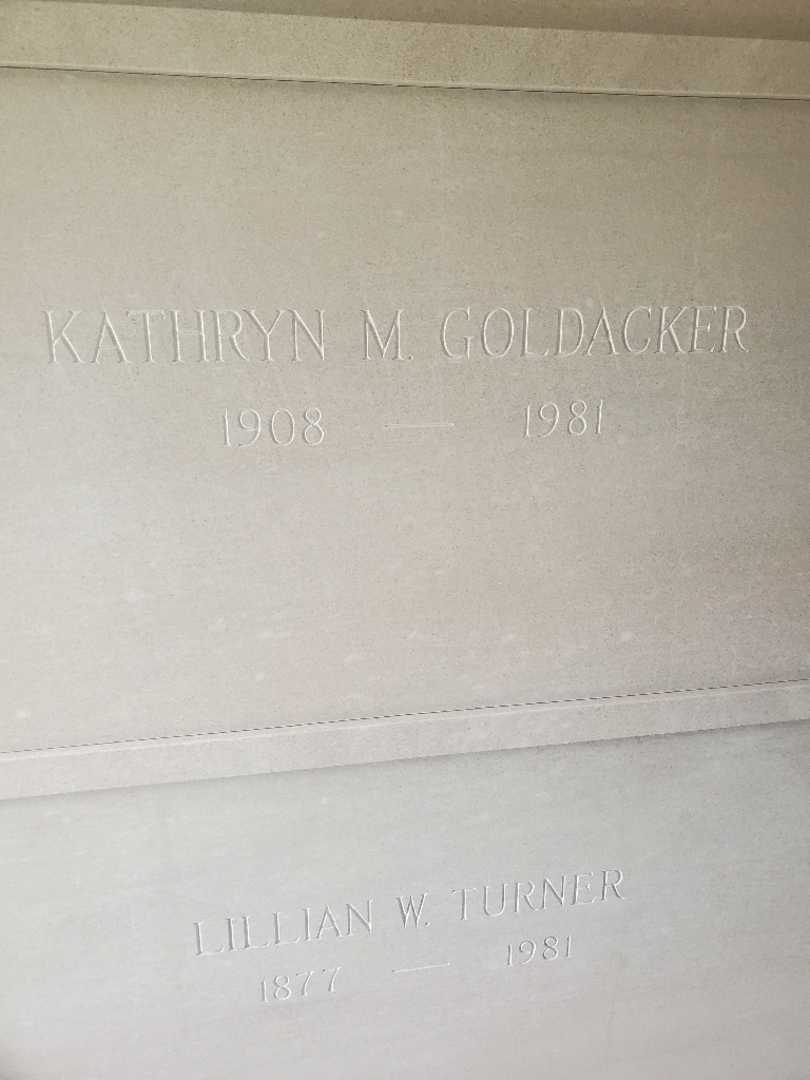 KATHRYN M. GOLDACKER
1908 — 1981
LILLIAN W. TURNER
1877 — 1981